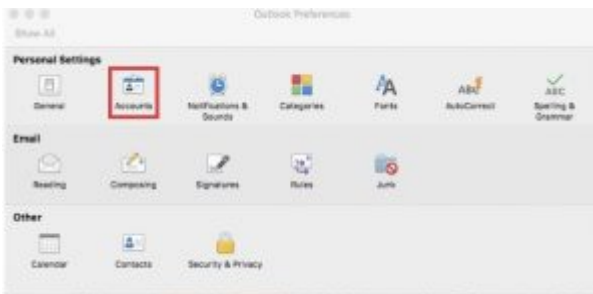 Outlook Preferences
Show All
Personal Settings
General Accounts Notifications & Sounds Categories Fonts AutoCorrect Spelling & Grammar
Email
Reading Composing Signatures Rules Junk
Other
Calendar Contacts Security & Privacy